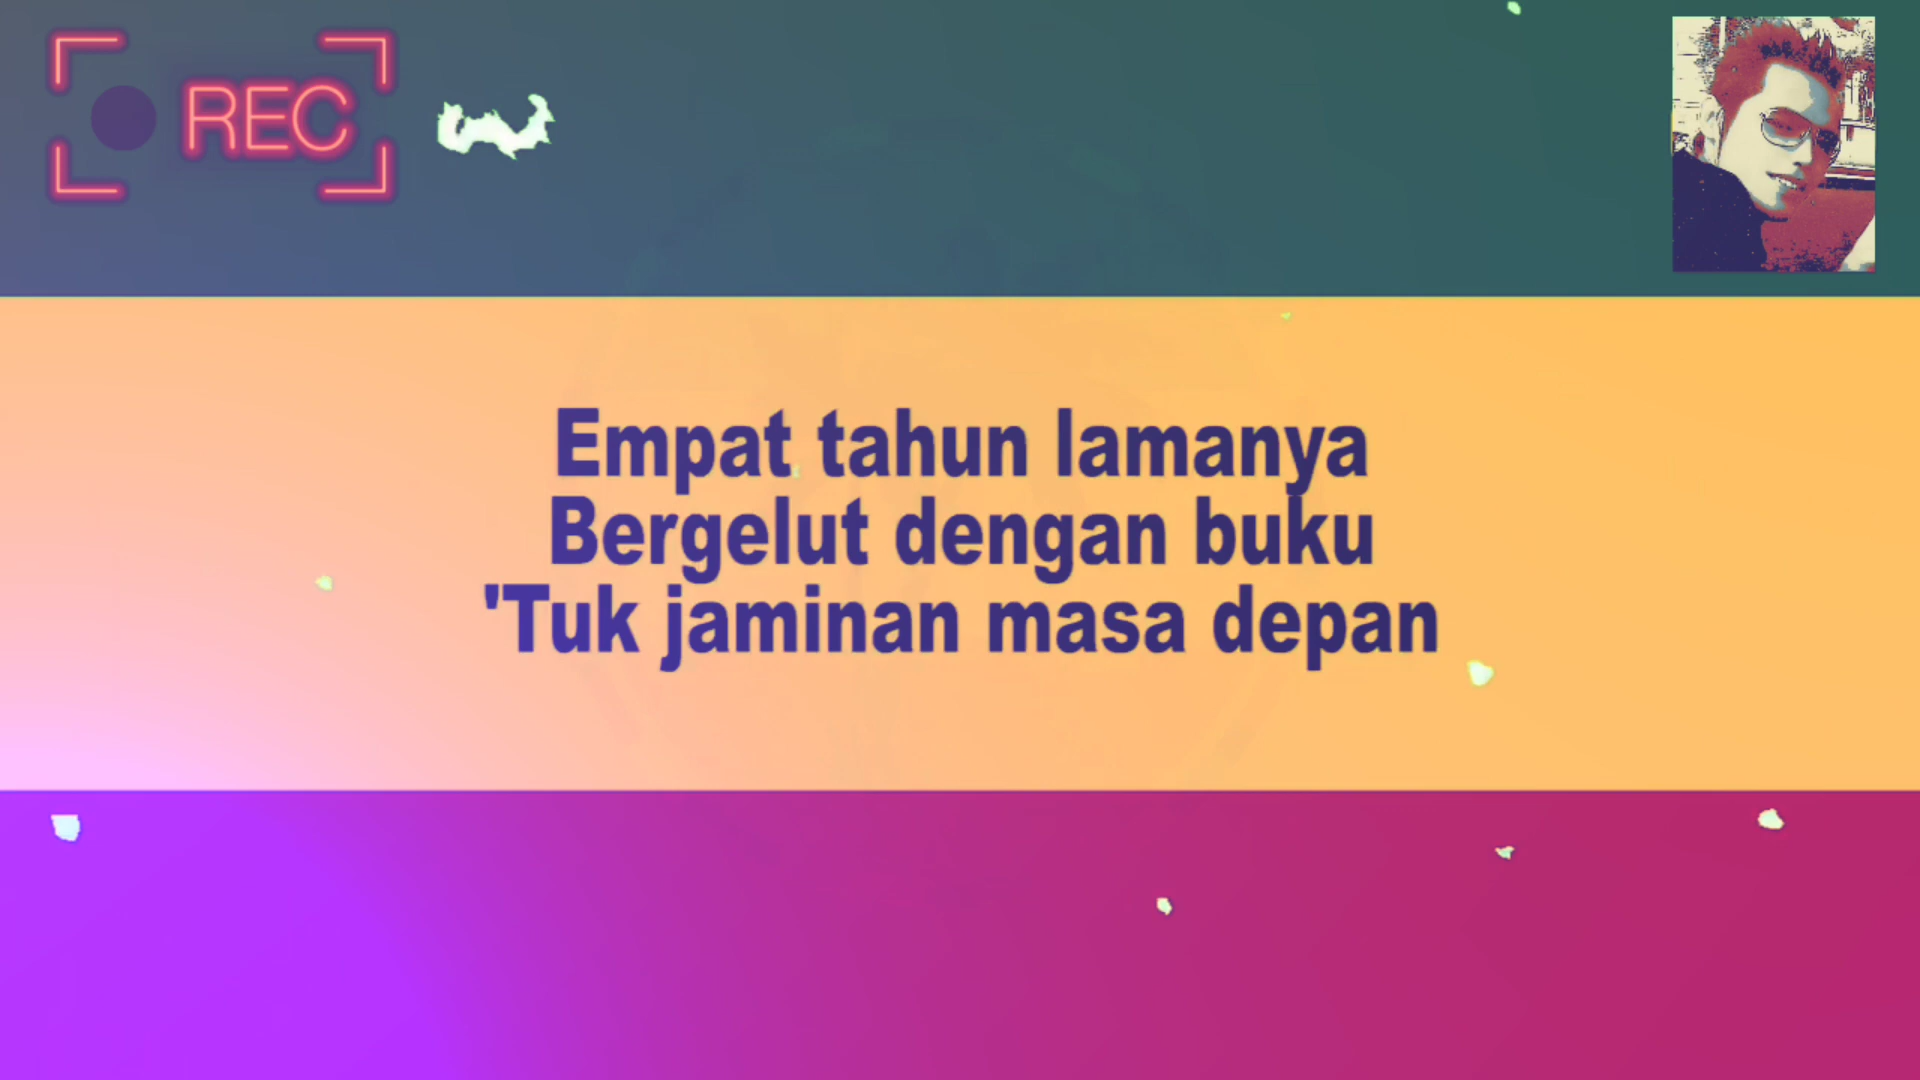 REC
Empat tahun lamanya
Bergelut dengan buku
'Tuk jaminan masa depan